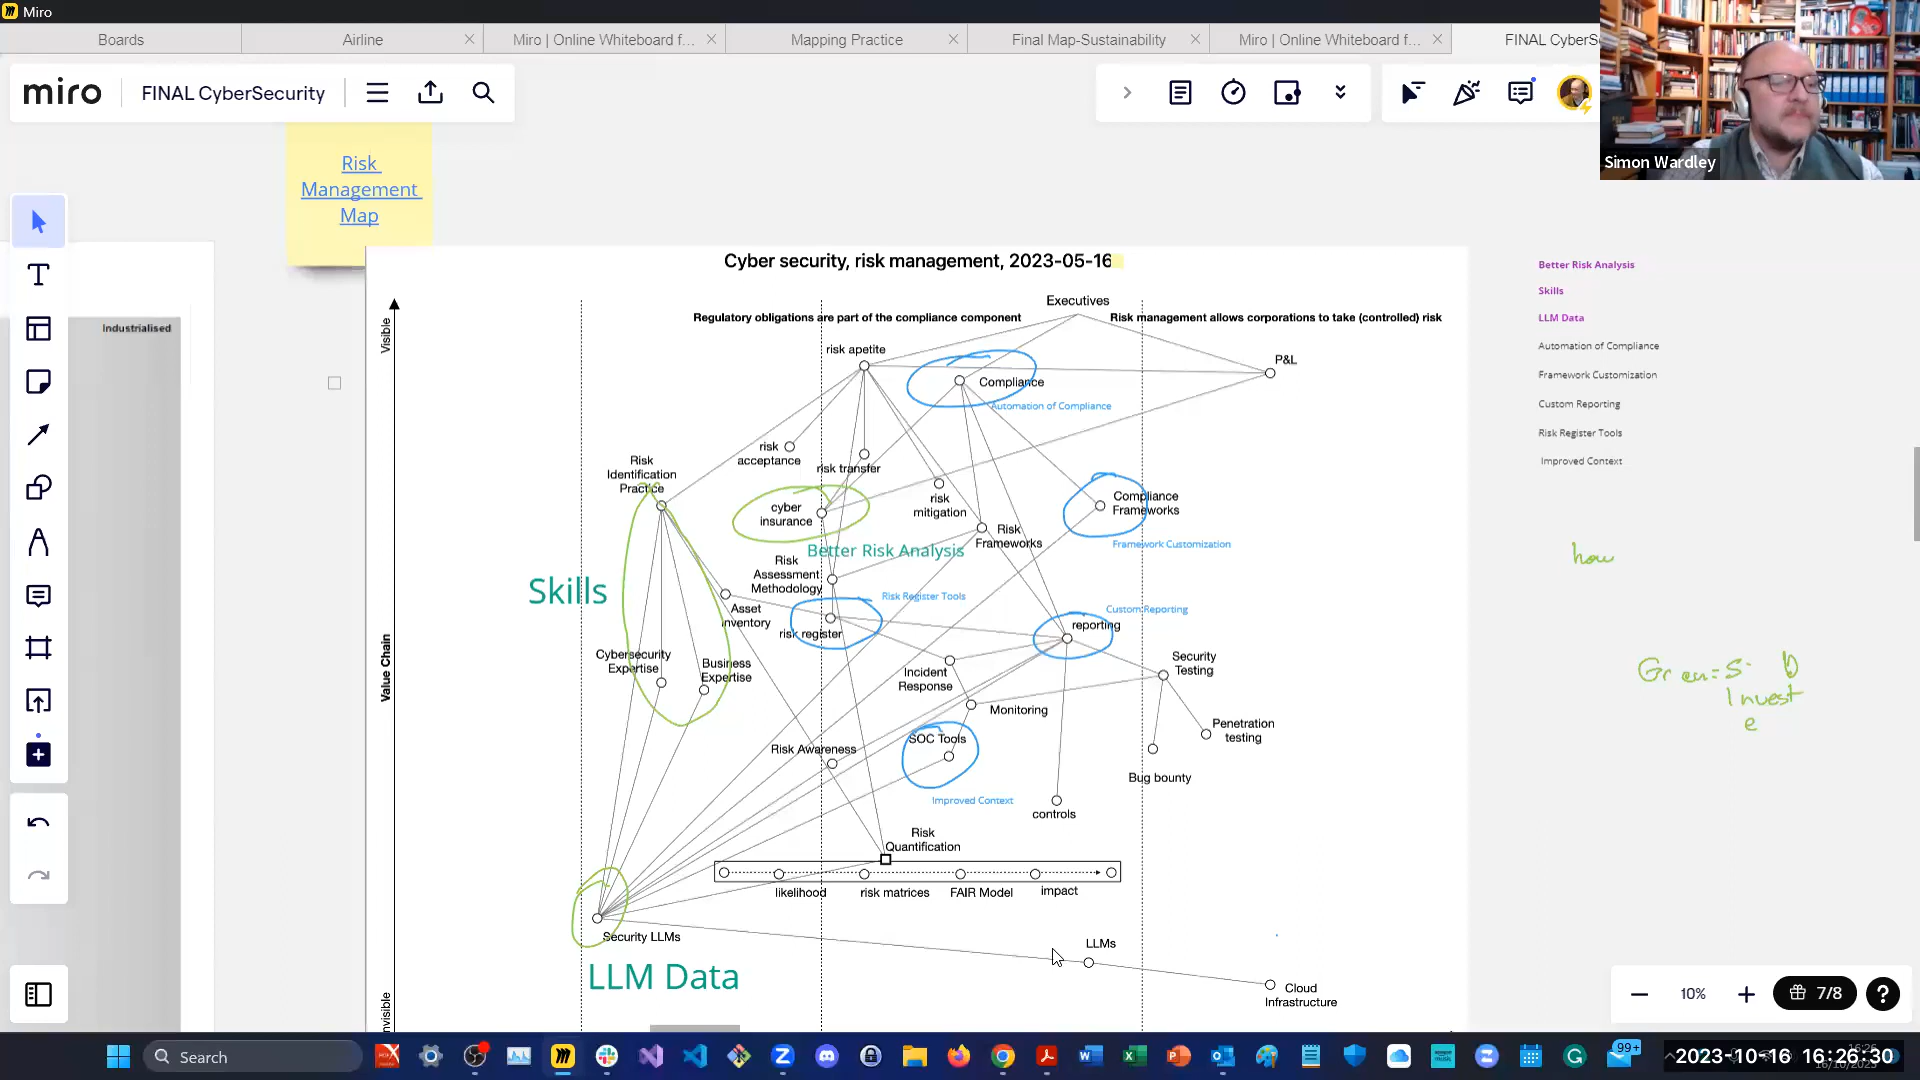 Miro
Boards
Airline
Miro | Online Whiteboard f...
Mapping Practice
Final Map-Sustainability
Miro | Online Whiteboard f...
FINAL CyberS
miro
FINAL CyberSecurity
Simon Wardley
Risk
Management
Map
Industrialised
Cyber security, risk management, 2023-05-16
Visible
Value Chain
Executives
Regulatory obligations are part of the compliance component
Risk management allows corporations to take (controlled) risk
risk apetite
P&L
Compliance
Automation of Compliance
risk
acceptance
risk transfer
Risk
Identification
Practice
cyber
insurance
risk
mitigation
Compliance
Frameworks
Risk
Frameworks
Framework Customization
Better Risk Analysis
Risk
Assessment
Methodology
Skills
Asset
inventory
Risk Register Tools
risk register
Custom Reporting
reporting
Cybersecurity
Expertise
Business
Expertise
Incident
Response
Security
Testing
Monitoring
Penetration
testing
Risk Awareness
SOC Tools
Bug bounty
Improved Context
controls
Risk
Quantification
likelihood
risk matrices
FAIR Model
impact
Security LLMs
LLMs
LLM Data
Cloud
Infrastructure
Better Risk Analysis
Skills
LLM Data
Automation of Compliance
Framework Customization
Custom Reporting
Risk Register Tools
Improved Context
how
Invest
e
10%
7/8
?
Search
99+
2023-10-16 16:26:30